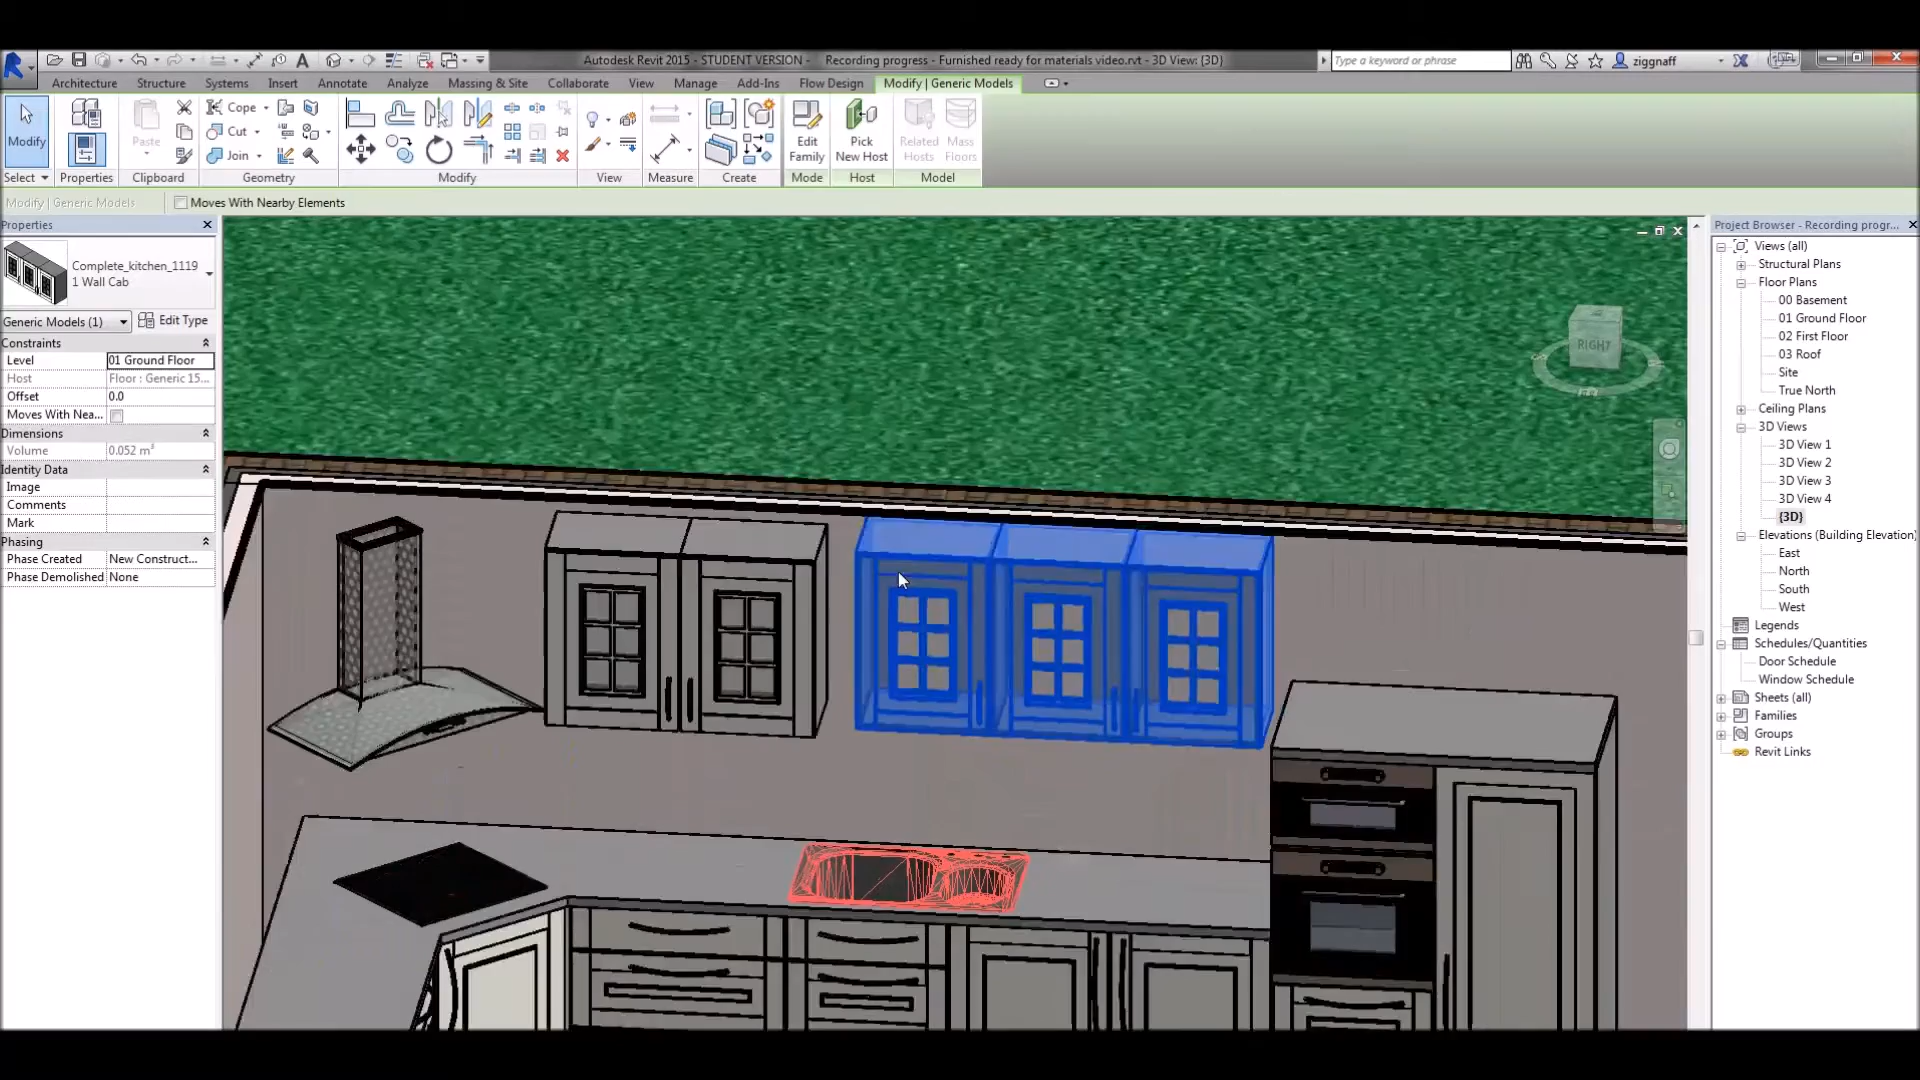 Autodesk Revit 2015 - STUDENT VERSION - Recording progress - Furnished ready for materials video.rvt - 3D View: {3D}
Type a keyword or phrase
ziggnaff
Architecture Structure Systems Insert Annotate Analyze Massing & Site Collaborate View Manage Add-Ins Flow Design Modify | Generic Models
Modify
Paste
Cope
Cut
Join
Edit Family
Pick New Host
Related Hosts
Mass Floors
Select Properties Clipboard Geometry Modify View Measure Create Mode Host Model
Modify | Generic Models
Moves With Nearby Elements
Properties
Complete_kitchen_1119
1 Wall Cab
Generic Models (1)
Edit Type
Constraints
Level 01 Ground Floor
Host Floor : Generic 15...
Offset 0.0
Moves With Nea...
Dimensions
Volume 0.052 m³
Identity Data
Image
Comments
Mark
Phasing
Phase Created New Construct...
Phase Demolished None
RIGHT
Project Browser - Recording progr...
Views (all)
Structural Plans
Floor Plans
00 Basement
01 Ground Floor
02 First Floor
03 Roof
Site
True North
Ceiling Plans
3D Views
3D View 1
3D View 2
3D View 3
3D View 4
{3D}
Elevations (Building Elevation)
East
North
South
West
Legends
Schedules/Quantities
Door Schedule
Window Schedule
Sheets (all)
Families
Groups
Revit Links